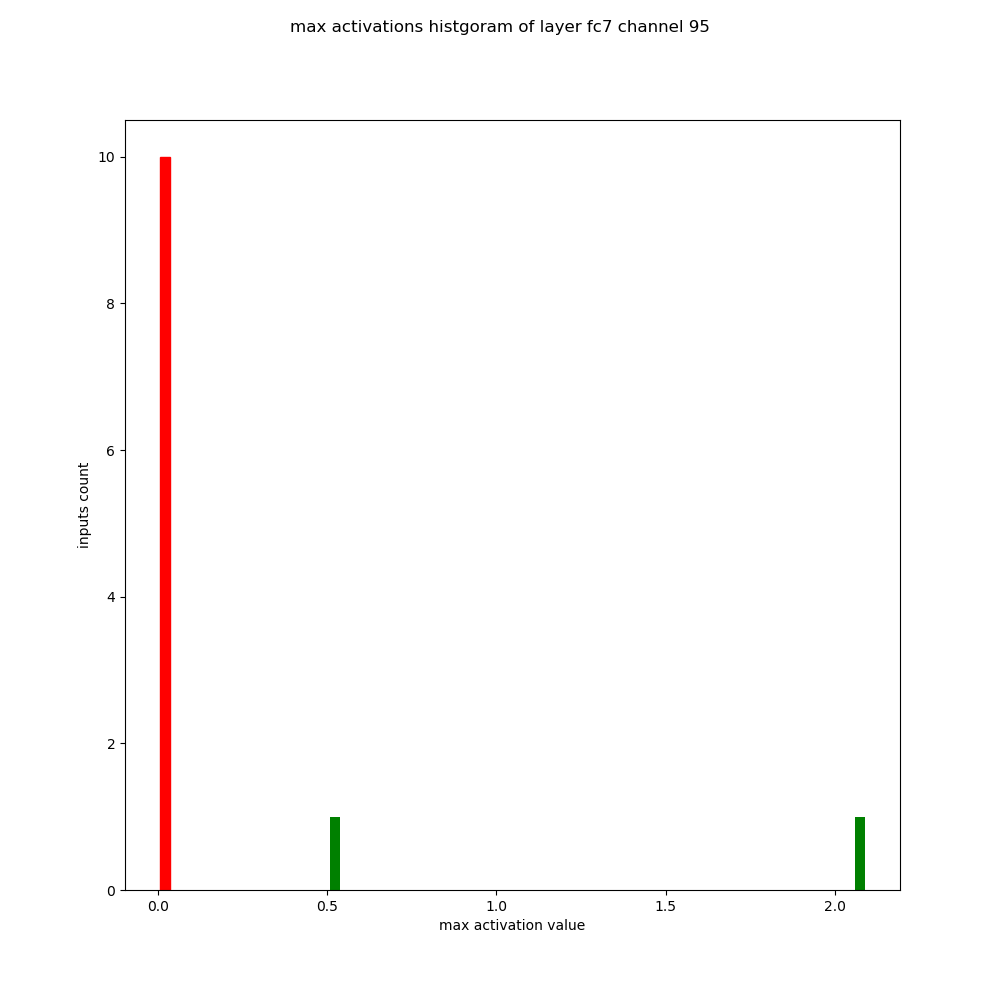 max activations histgoram of layer fc7 channel 95
10
8
6
4
2
0
inputs count
0.0 0.5 1.0 1.5 2.0
max activation value